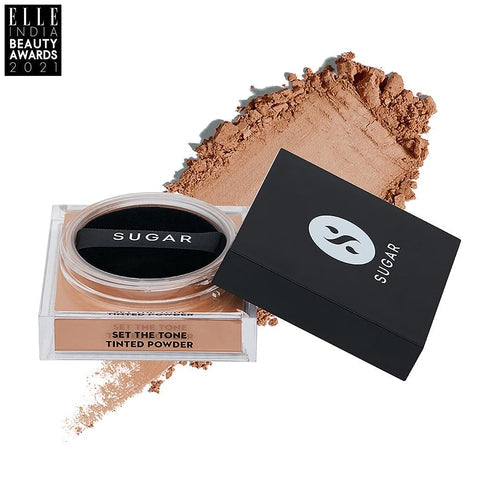 ELLE
INDIA
BEAUTY
AWARDS
2021
SUGAR
SET THE TONE
TINTED POWDER
SUGAR